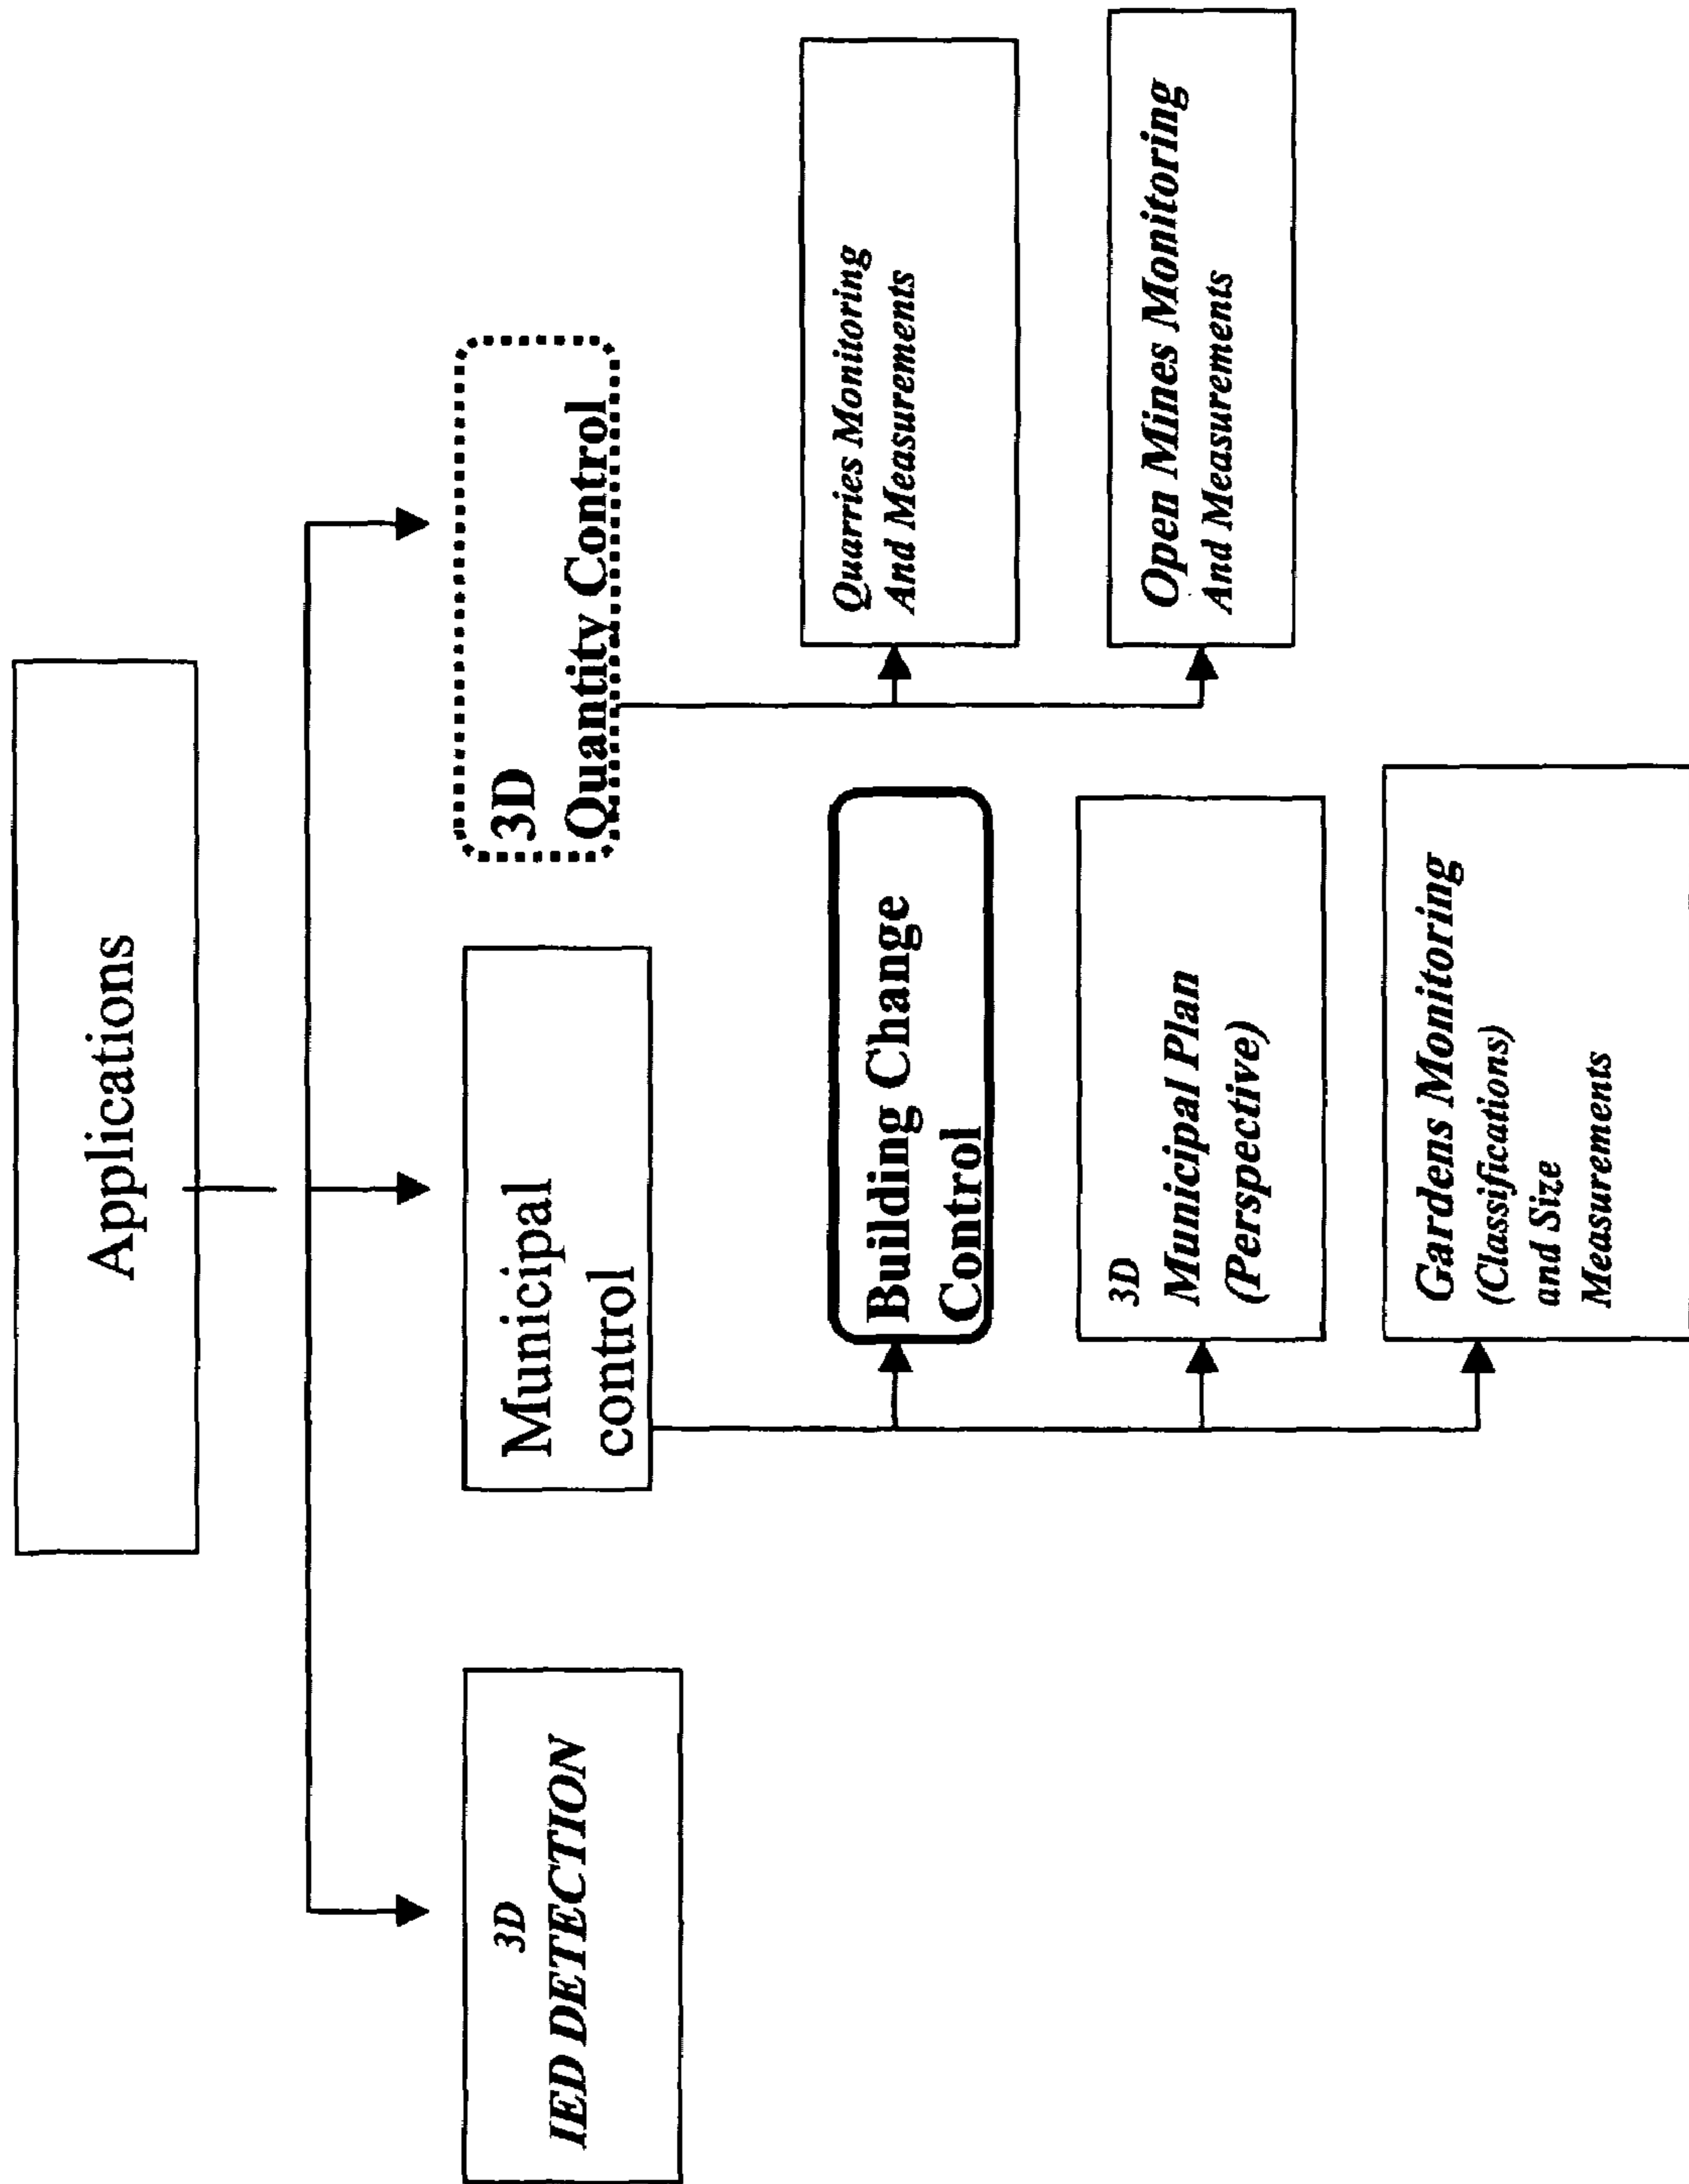 Applications
3D
IED DETECTION
Municipal
control
Building Change
Control
3D
Municipal Plan
(Perspective)
Gardens Monitoring
(Classifications)
and Size
Measurements
3D
Quantity Control
Quarries Monitoring
And Measurements
Open Mines Monitoring
And Measurements